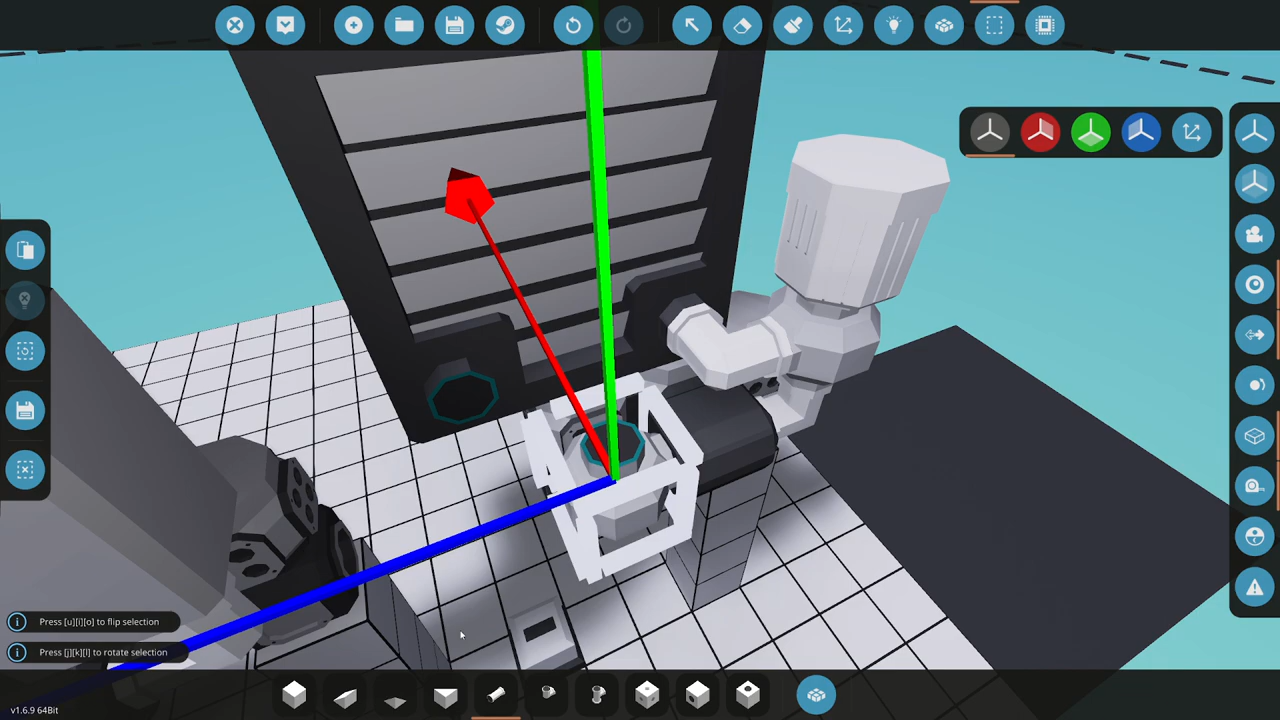 Press [u][i][o] to flip selection
Press [j][k][l] to rotate selection
v1.6.9 64Bit